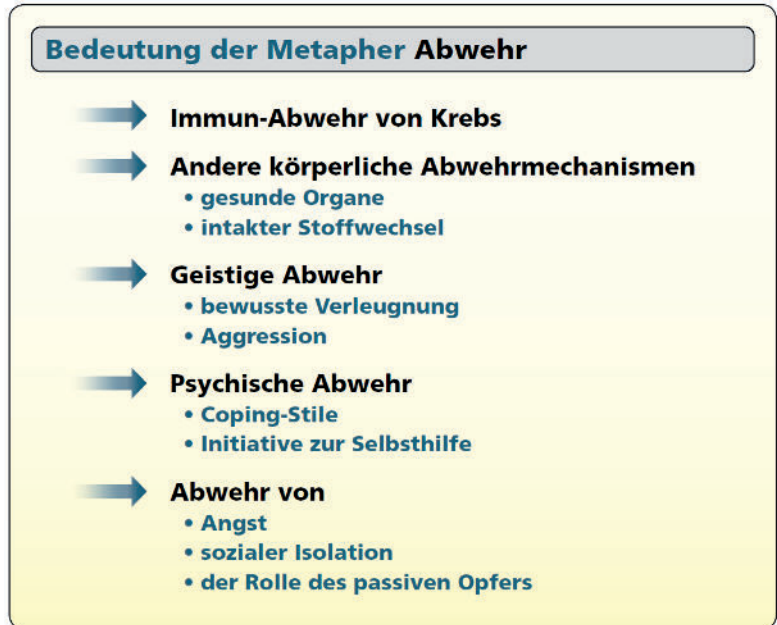 Bedeutung der Metapher Abwehr
Immun-Abwehr von Krebs
Andere körperliche Abwehrmechanismen
• gesunde Organe
• intakter Stoffwechsel
Geistige Abwehr
• bewusste Verleugnung
• Aggression
Psychische Abwehr
• Coping-Stile
• Initiative zur Selbsthilfe
Abwehr von
• Angst
• sozialer Isolation
• der Rolle des passiven Opfers